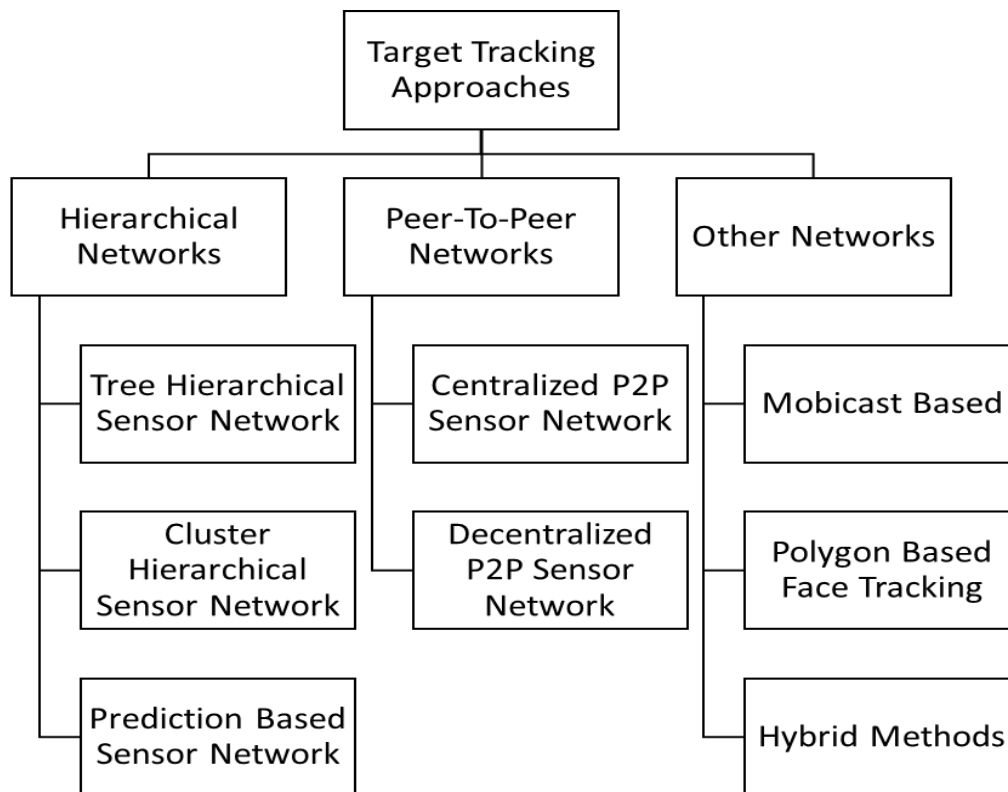 Target Tracking
Approaches
Hierarchical
Networks
Peer-To-Peer
Networks
Other Networks
Tree Hierarchical
Sensor Network
Cluster
Hierarchical
Sensor Network
Prediction Based
Sensor Network
Centralized P2P
Sensor Network
Decentralized
P2P Sensor
Network
Mobicast Based
Polygon Based
Face Tracking
Hybrid Methods